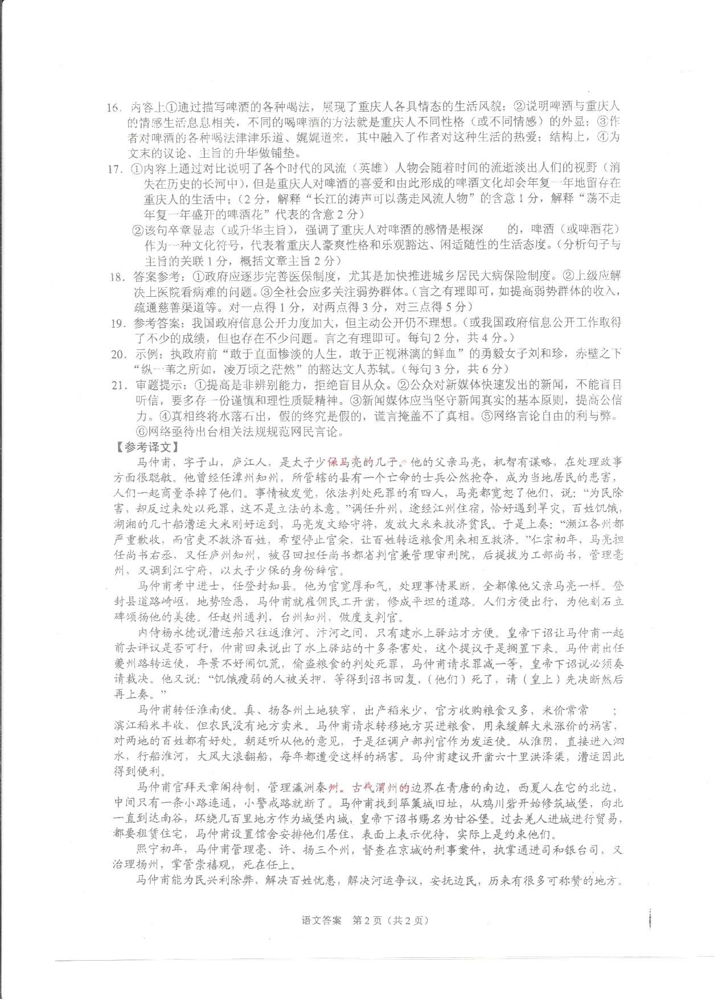 16．内容上①通过描写啤酒的各种喝法，展现了重庆人各具情态的生活风貌；②说明啤酒与重庆人
的情感生活息息相关，不同的喝啤酒的方法就是重庆人不同性格（或不同情感）的外显；③作
者对啤酒的各种喝法津津乐道、娓娓道来，其中融入了作者对这种生活的热爱；结构上，④为
文末的议论、主旨的升华做铺垫。
17．①内容上通过对比说明了各个时代的风流（英雄）人物会随着时间的流逝淡出人们的视野（消
失在历史的长河中），但是重庆人对啤酒的喜爱和由此形成的啤酒文化却会年复一年地留存在
重庆人的生活中；（2分，解释“长江的涛声可以荡走风流人物”的含意1分，解释“荡不走
年复一年盛开的啤酒花”代表的含意2分）
②该句卒章显志（或升华主旨），强调了重庆人对啤酒的感情是根深　　的，啤酒（或啤酒花）
作为一种文化符号，代表着重庆人豪爽性格和乐观豁达、闲适随性的生活态度。（分析句子与
主旨的关联1分，概括文章主旨2分）
18．答案参考：①政府应逐步完善医保制度，尤其是加快推进城乡居民大病保险制度。②上级应解
决上医院看病难的问题。③全社会应多关注弱势群体。（言之有理即可，如提高弱势群体的收入，
疏通慈善渠道等。对一点得1分，对两点得3分，对三点得5分）
19．参考答案：我国政府信息公开力度加大，但主动公开仍不理想。（或我国政府信息公开工作取得
了不少的成绩，但也存在不少问题。言之有理即可。每句2分，共4分。）
20．示例：执政府前“敢于直面惨淡的人生，敢于正视淋漓的鲜血”的勇毅女子刘和珍，赤壁之下
“纵一苇之所如，凌万顷之茫然”的豁达文人苏轼。（每句3分，共6分）
21．审题提示：①提高是非辨别能力，拒绝盲目从众。②公众对新媒体快速发出的新闻，不能盲目
听信，要多存一份谨慎和理性质疑精神。③新闻媒体应当坚守新闻真实的基本原则，提高公信
力。④真相终将水落石出，假的终究是假的，谎言掩盖不了真相。⑤网络言论自由的利与弊。
⑥网络亟待出台相关法规规范网民言论。
【参考译文】
马仲甫，字子山，庐江人，是太子少保马亮的儿子。他的父亲马亮，机智有谋略，在处理政事
方面很聪敏。他曾经任潭州知州，所管辖的县有一个亡命的士兵公然抢夺，成为当地居民的患害，
人们一起商量杀掉了他们。事情被发觉，依法判处死罪的有四人，马亮都宽恕了他们，说：“为民除
害，却反过来处以死罪，这不是立法的本意。”调任升州，途经江州住宿，恰好遇到旱灾，百姓饥饿，
湖湘的几十船漕运大米刚好运到，马亮发文给守将，发放大米来救济贫民。于是上奏：“濒江各州都
严重歉收，而官吏不救济百姓，希望停止官籴，让百姓转运粮食用来相互救济。”仁宗初年，马亮担
任尚书右丞，又任庐州知州，被召回担任尚书都省判官兼管理审刑院，后提拔为工部尚书，管理亳
州，又调到江宁府，以太子少保的身份辞官。
马仲甫考中进士，任登封知县。他为官宽厚和气，处理事情果断，全都像他父亲马亮一样。登
封县道路崎岖，地势险恶，马仲甫就雇佣民工开凿，修成平坦的道路。人们方便出行，为他刻石立
碑颂扬他的美德。任赵州通判，台州知州，做度支判官。
内侍杨永德说漕运船只往返淮河、汴河之间，只有建水上驿站才方便。皇帝下诏让马仲甫一起
前去评议是否可行，仲甫回来说出了水上驿站的十多条害处，这个提议于是搁置下来。马仲甫出任
夔州路转运使，年景不好闹饥荒，偷盗粮食的判处死罪，马仲甫请求罪减一等，皇帝下诏说必须奏
请裁决。他又说：“饥饿瘦弱的人被关押，等得到诏书回复，（他们）死了，请（皇上）先决断然后
再上奏。”
马仲甫转任淮南使。真、扬各州土地狭窄，出产稻米少，官方收购粮食又多，米价常常　　；
滨江稻米丰收，但农民没有地方卖米。马仲甫请求转移地方买进粮食，用来缓解大米涨价的祸害，
对两地的百姓都有好处。朝廷听从他的意见，于是征调户部判官作为发运使。从淮阴，直接进入泗
水，行船淮河，大风大浪翻船，每年都遭受这样的祸害。马仲甫建议开凿六十里洪泽渠，漕运因此
得到便利。
马仲甫官拜天章阁待制，管理瀛洲秦州。古代渭州的边界在青唐的南边，西夏人在它的北边，
中间只有一条小路连通，小警戒路就断了。马仲甫找到筚篥城旧址，从鸡川砦开始修筑城堡，向北
一直到达南谷，环绕几百里地方作为城堡内城，皇帝下诏书赐名为甘谷堡。过去羌人进城进行贸易，
都要租赁住宅，马仲甫设置馆舍安排他们居住，表面上表示优待，实际上是约束他们。
熙宁初年，马仲甫管理亳、许、扬三个州，督查在京城的刑事案件，执掌通进司和银台司，又
治理扬州，掌管崇禧观，死在任上。
马仲甫能为民兴利除弊，解决百姓忧患，解决河运争议，安抚边民，历来有很多可称赞的地方。
语文答案　第2页（共2页）